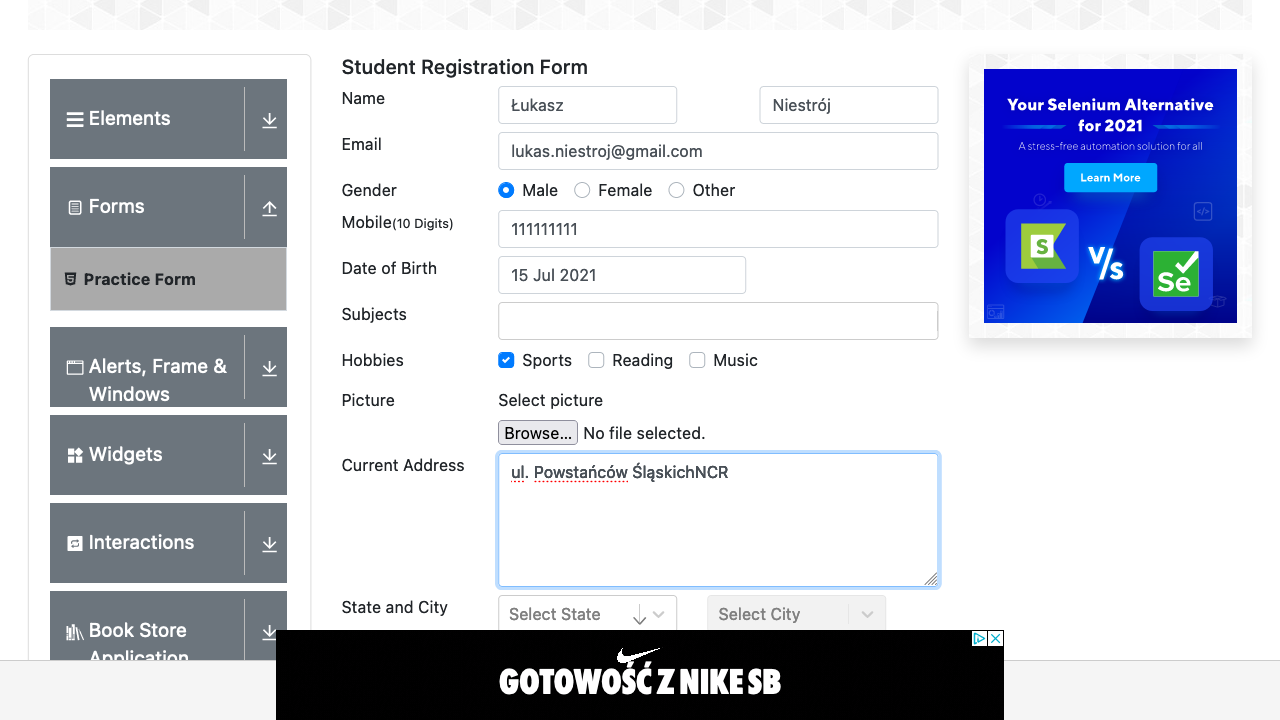 Elements
Forms
Practice Form
Alerts, Frame &
Windows
Widgets
Interactions
Book Store
Application
Student Registration Form
Name
Łukasz
Niestrój
Email
lukas.niestroj@gmail.com
Gender
Male
Female
Other
Mobile(10 Digits)
111111111
Date of Birth
15 Jul 2021
Subjects
Hobbies
Sports
Reading
Music
Picture
Select picture
Browse... No file selected.
Current Address
ul. Powstańców ŚląskichNCR
State and City
Select State
Select City
Your Selenium Alternative
for 2021
A stress-free automation solution for all
Learn More
S
V/s
Se
GOTOWOŚĆ Z NIKE SB